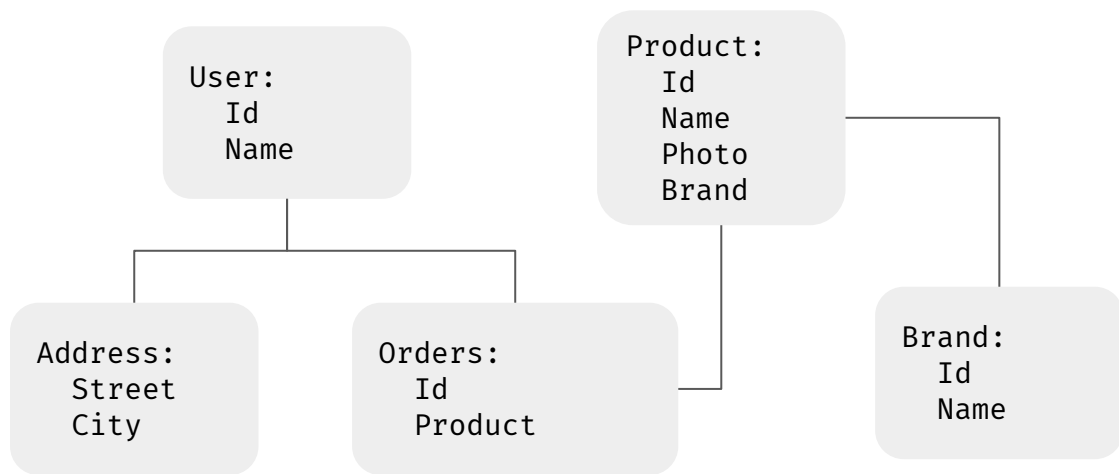 User:
Id
Name
Product:
Id
Name
Photo
Brand
Address:
Street
City
Orders:
Id
Product
Brand:
Id
Name